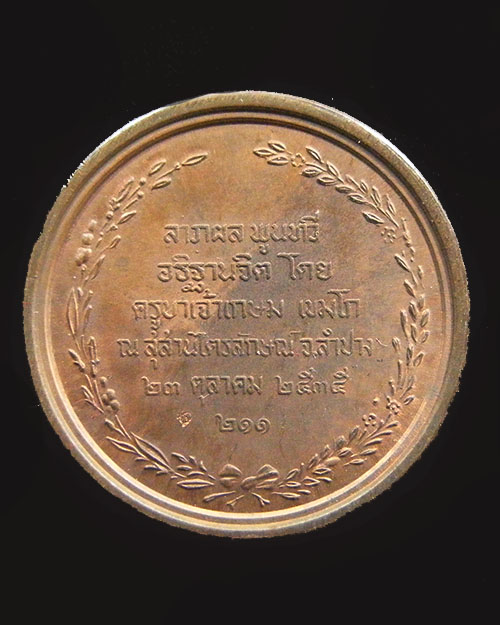 ลาภผล พูนทวี
อธิฐานจิต โดย
ครูบาเจ้าเกษม เขมโก
ณ สุสานไตรลักษณ์ จ.ลำปาง
๒๓ ตุลาคม ๒๕๓๕
๒๑๑